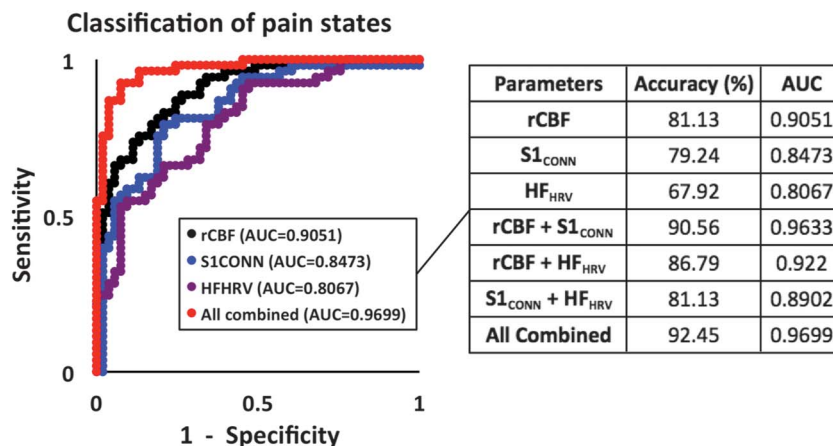 Classification of pain states
1
0.5
0
Sensitivity
0
0.5
1
1 - Specificity
rCBF (AUC=0.9051)
S1CONN (AUC=0.8473)
HFHRV (AUC=0.8067)
All combined (AUC=0.9699)
Parameters Accuracy (%) AUC
rCBF 81.13 0.9051
S1CONN 79.24 0.8473
HFHRV 67.92 0.8067
rCBF + S1CONN 90.56 0.9633
rCBF + HFHRV 86.79 0.922
S1CONN + HFHRV 81.13 0.8902
All Combined 92.45 0.9699